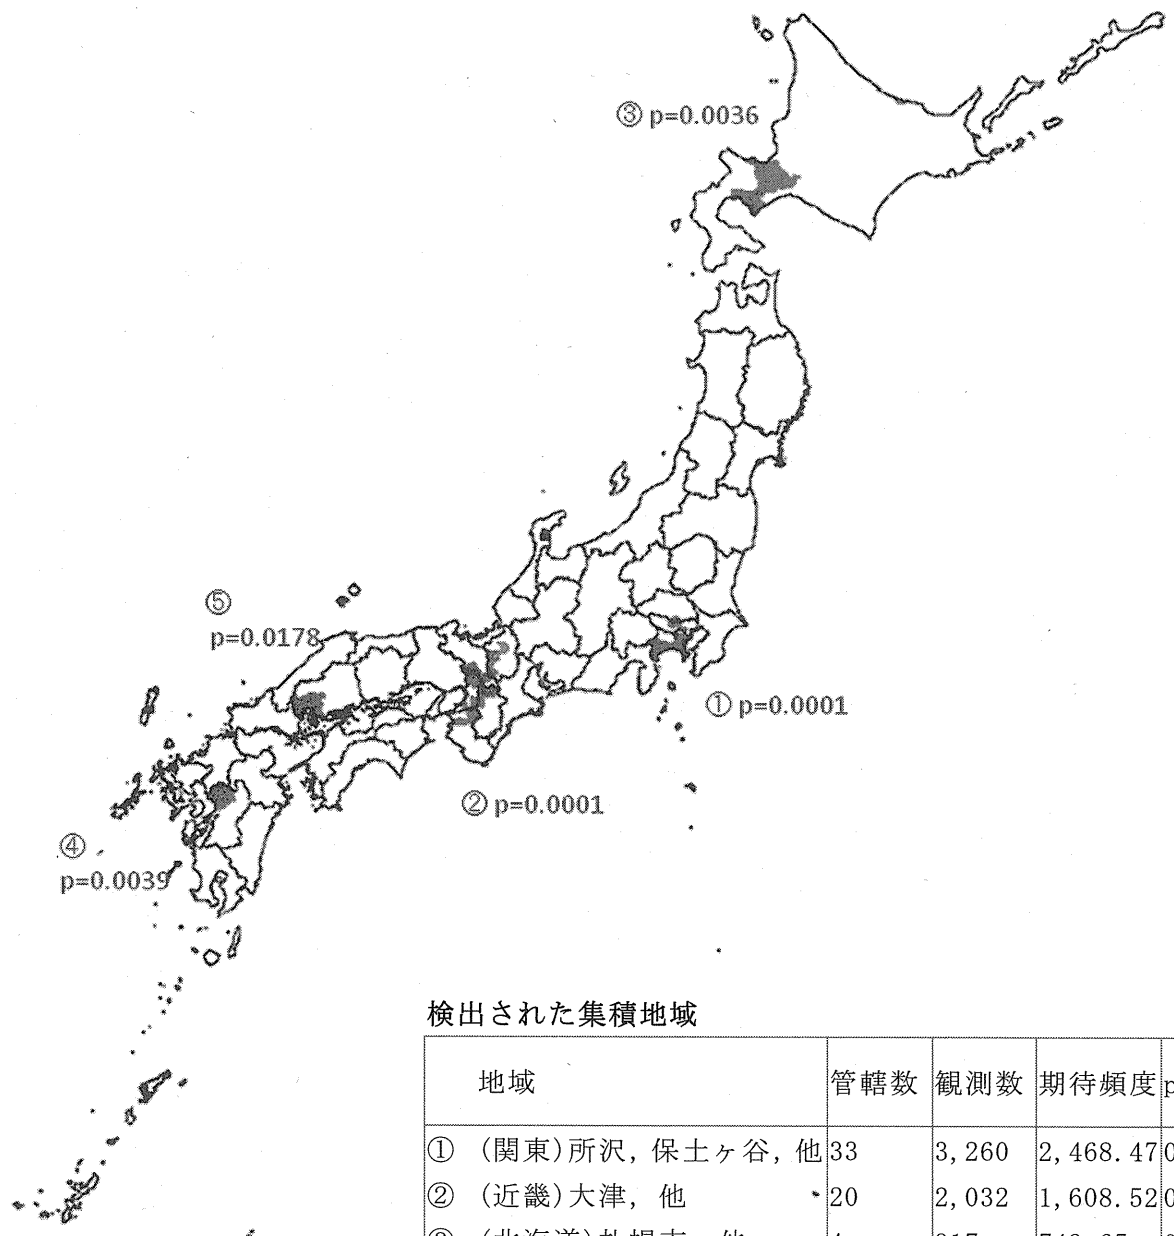 ③ p=0.0036
⑤
p=0.0178
① p=0.0001
② p=0.0001
④
p=0.0039
検出された集積地域
地域 管轄数 観測数 期待頻度 p
① (関東)所沢, 保土ヶ谷, 他 33 3,260 2,468.47 0
② (近畿)大津, 他 20 2,032 1,608.52 0